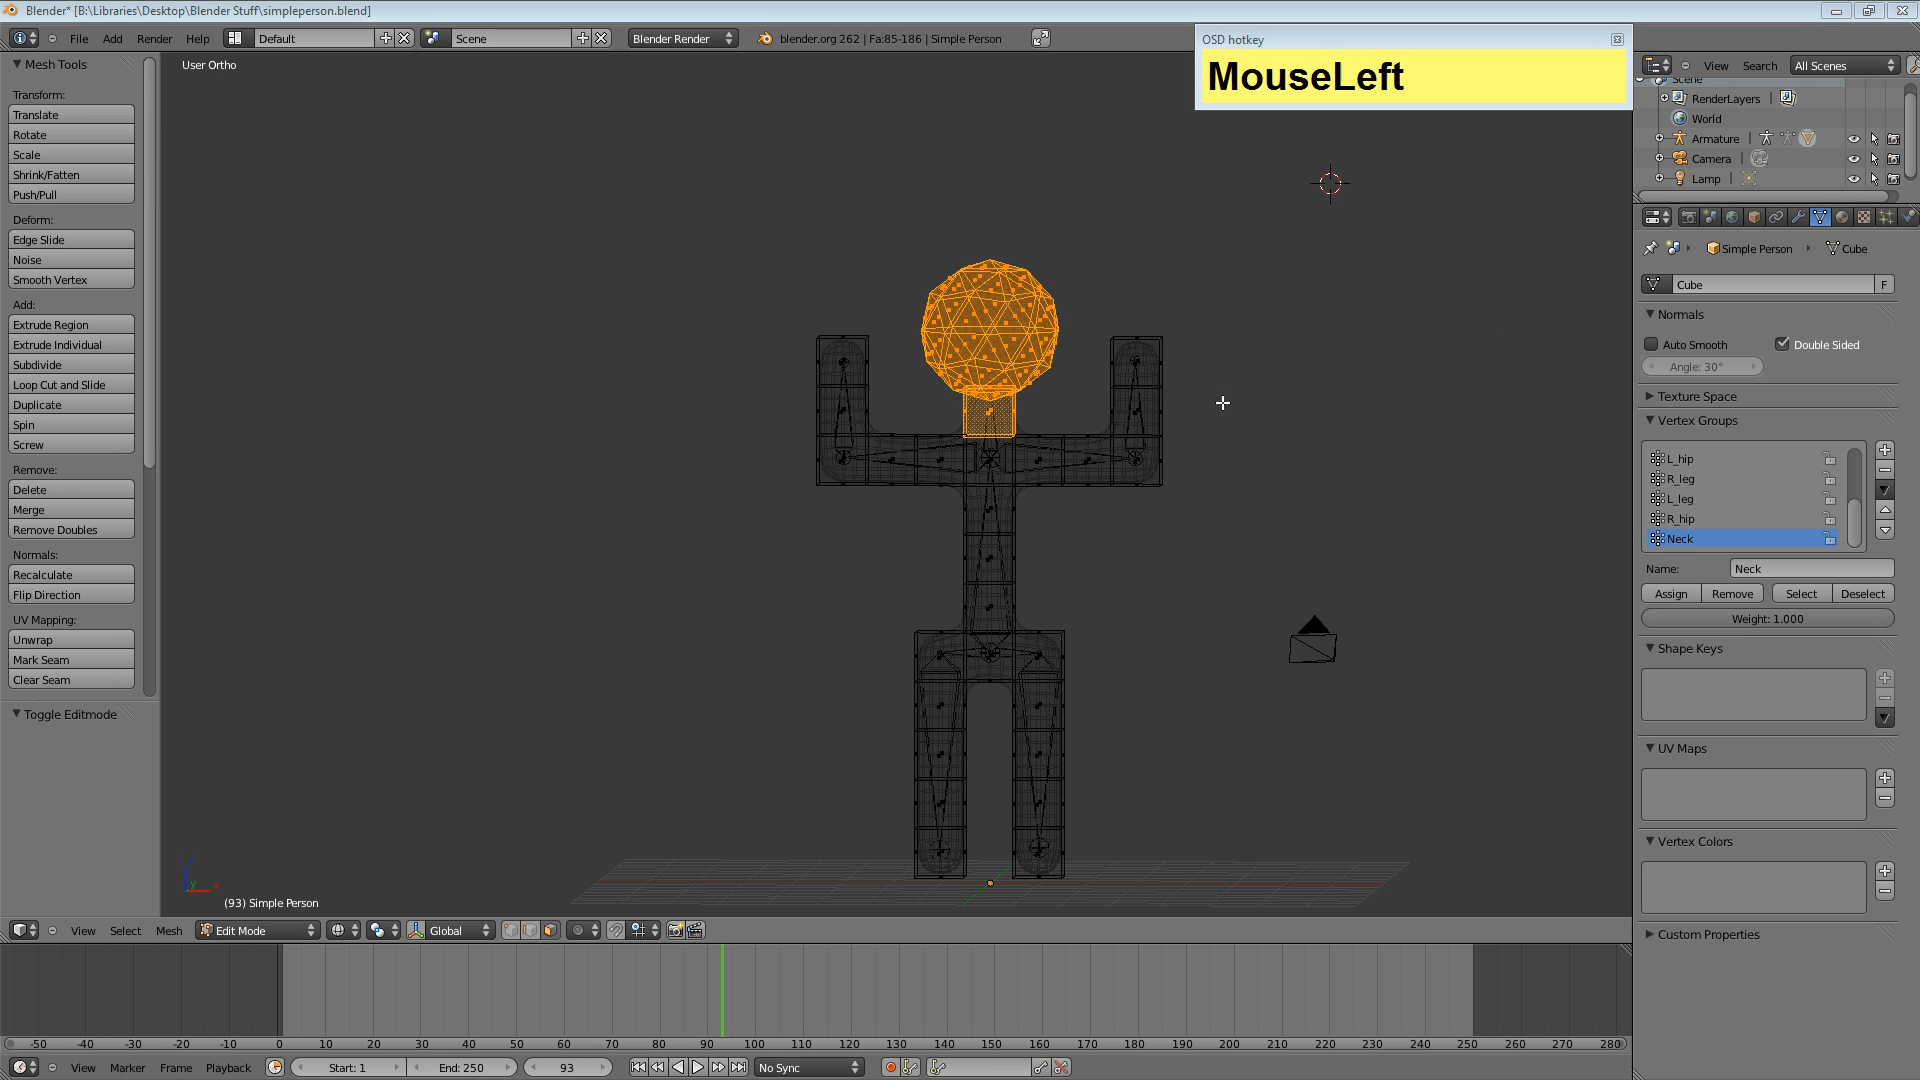 Blender* [B:\Libraries\Desktop\Blender Stuff\simpleperson.blend]
File Add Render Help Default Scene Blender Render blender.org 262 | Fa:85-186 | Simple Person
OSD hotkey
MouseLeft
Mesh Tools
Transform:
Translate
Rotate
Scale
Shrink/Fatten
Push/Pull
Deform:
Edge Slide
Noise
Smooth Vertex
Add:
Extrude Region
Extrude Individual
Subdivide
Loop Cut and Slide
Duplicate
Spin
Screw
Remove:
Delete
Merge
Remove Doubles
Normals:
Recalculate
Flip Direction
UV Mapping:
Unwrap
Mark Seam
Clear Seam
Toggle Editmode
User Ortho
z
y x
(93) Simple Person
View Search All Scenes
Scene
RenderLayers
World
Armature
Camera
Lamp
Simple Person Cube
Cube F
Normals
Auto Smooth Double Sided
Angle: 30°
Texture Space
Vertex Groups
L_hip
R_leg
L_leg
R_hip
Neck
Name: Neck
Assign Remove Select Deselect
Weight: 1.000
Shape Keys
UV Maps
Vertex Colors
Custom Properties
View Select Mesh Edit Mode Global
-50 -40 -30 -20 -10 0 10 20 30 40 50 60 70 80 90 100 110 120 130 140 150 160 170 180 190 200 210 220 230 240 250 260 270 280
View Marker Frame Playback Start: 1 End: 250 93 No Sync